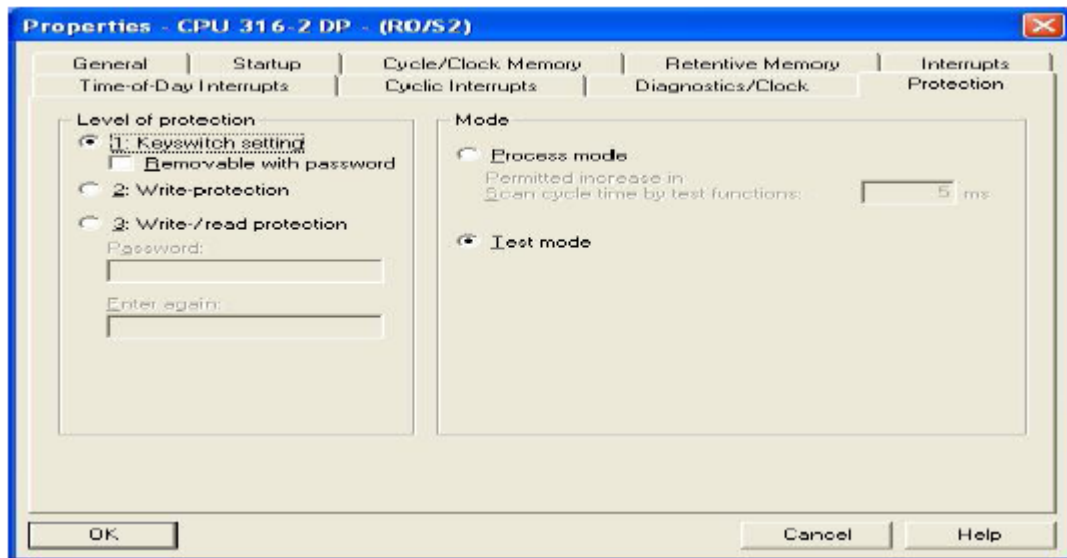 Properties - CPU 316-2 DP - (R0/S2)
General Startup Cycle/Clock Memory Retentive Memory Interrupts
Time-of-Day Interrupts Cyclic Interrupts Diagnostics/Clock Protection
Level of protection
1: Keyswitch setting
Removable with password
2: Write-protection
3: Write-/read protection
Password:
Enter again:
Mode
Process mode
Permitted increase in
Scan cycle time by test functions: 5 ms
Test mode
OK Cancel Help